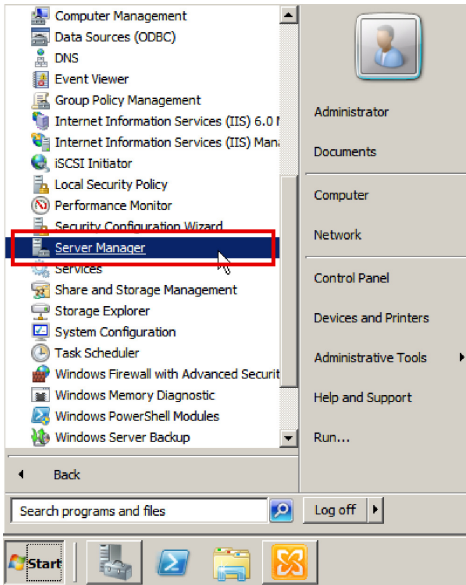 Computer Management
Data Sources (ODBC)
DNS
Event Viewer
Group Policy Management
Internet Information Services (IIS) 6.0
Internet Information Services (IIS) Mana
iSCSI Initiator
Local Security Policy
Performance Monitor
Security Configuration Wizard
Server Manager
Services
Share and Storage Management
Storage Explorer
System Configuration
Task Scheduler
Windows Firewall with Advanced Securit
Windows Memory Diagnostic
Windows PowerShell Modules
Windows Server Backup
Back
Search programs and files
Administrator
Documents
Computer
Network
Control Panel
Devices and Printers
Administrative Tools
Help and Support
Run...
Log off
Start